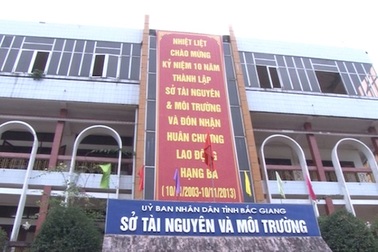 NHIỆT LIỆT
CHÀO MỪNG
KỶ NIỆM 10 NĂM
THÀNH LẬP
SỞ TÀI NGUYÊN
& MÔI TRƯỜNG
VÀ ĐÓN NHẬN
HUÂN CHƯƠNG
LAO ĐỘNG
HẠNG BA
(10/11/2003-10/11/2013)
UỶ BAN NHÂN DÂN TỈNH BẮC GIANG
SỞ TÀI NGUYÊN VÀ MÔI TRƯỜNG